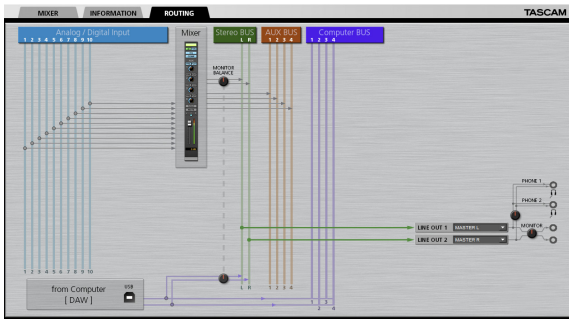 MIXER INFORMATION ROUTING TASCAM
Analog / Digital Input Mixer Stereo BUS AUX BUS Computer BUS
1 2 3 4 5 6 7 8 9 10 L R 1 2 3 4 1 2 3 4
MONITOR
BALANCE
PHONE 1
PHONE 2
LINE OUT 1 MASTER L MONITOR
LINE OUT 2 MASTER R
1 2 3 4 5 6 7 8 9 10 L R 1 2 3 4
from Computer USB
[ DAW ]
1 3
2 4